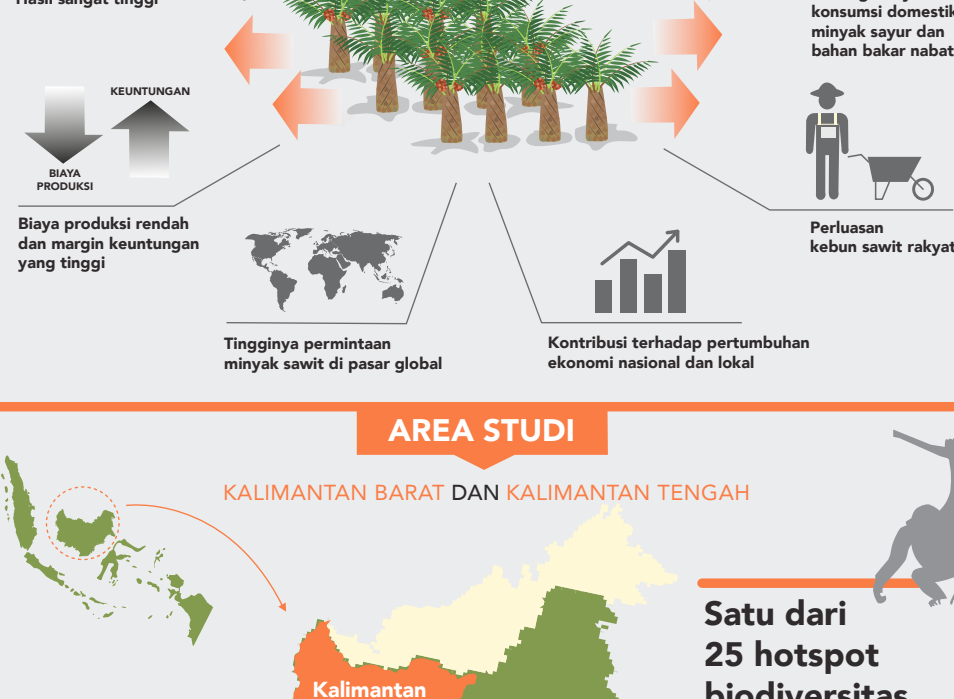 Hasil sangat tinggi
konsumsi domestik
minyak sayur dan
bahan bakar nabat
KEUNTUNGAN
BIAYA
PRODUKSI
Biaya produksi rendah
dan margin keuntungan
yang tinggi
Perluasan
kebun sawit rakyat
Tingginya permintaan
minyak sawit di pasar global
Kontribusi terhadap pertumbuhan
ekonomi nasional dan lokal
AREA STUDI
KALIMANTAN BARAT DAN KALIMANTAN TENGAH
Kalimantan
Satu dari
25 hotspot
biodiversitas